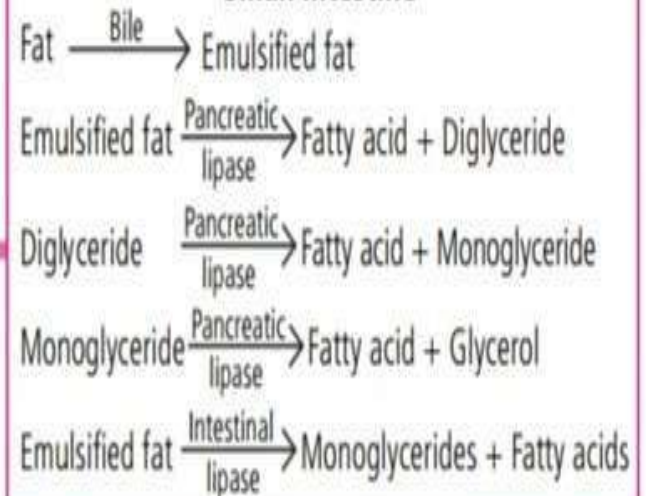 Fat Bile → Emulsified fat
Emulsified fat Pancreatic lipase → Fatty acid + Diglyceride
Diglyceride Pancreatic lipase → Fatty acid + Monoglyceride
Monoglyceride Pancreatic lipase → Fatty acid + Glycerol
Emulsified fat Intestinal lipase → Monoglycerides + Fatty acids